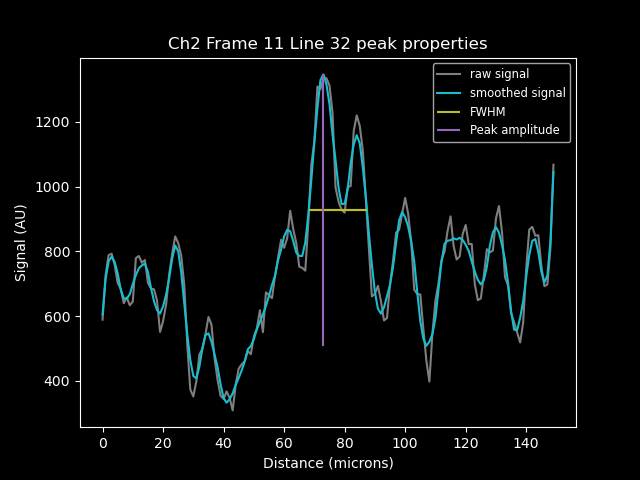 Ch2 Frame 11 Line 32 peak properties
raw signal
smoothed signal
FWHM
Peak amplitude
Signal (AU)
1200
1000
800
600
400
0 20 40 60 80 100 120 140
Distance (microns)